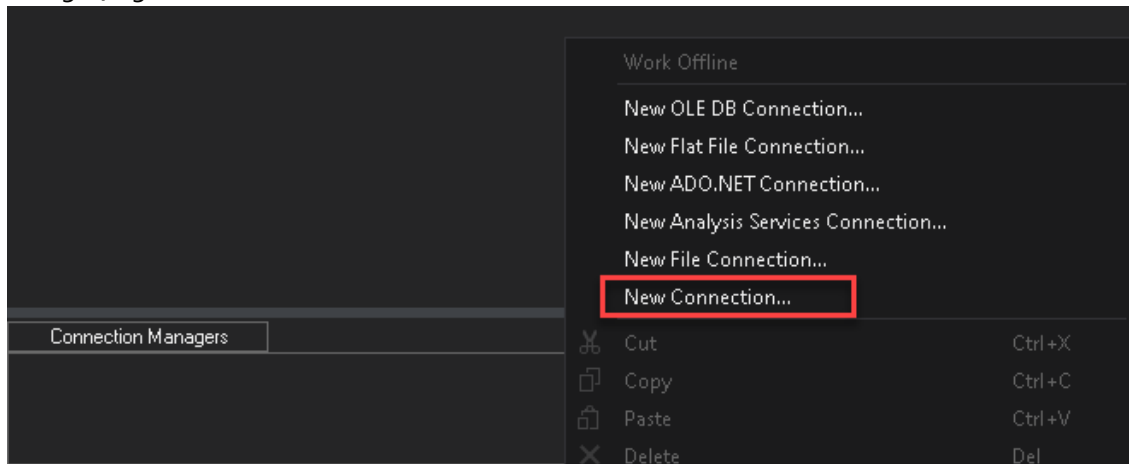 Work Offline
New OLE DB Connection...
New Flat File Connection...
New ADO.NET Connection...
New Analysis Services Connection...
New File Connection...
New Connection...
Connection Managers
Cut Ctrl+X
Copy Ctrl+C
Paste Ctrl+V
Delete Del